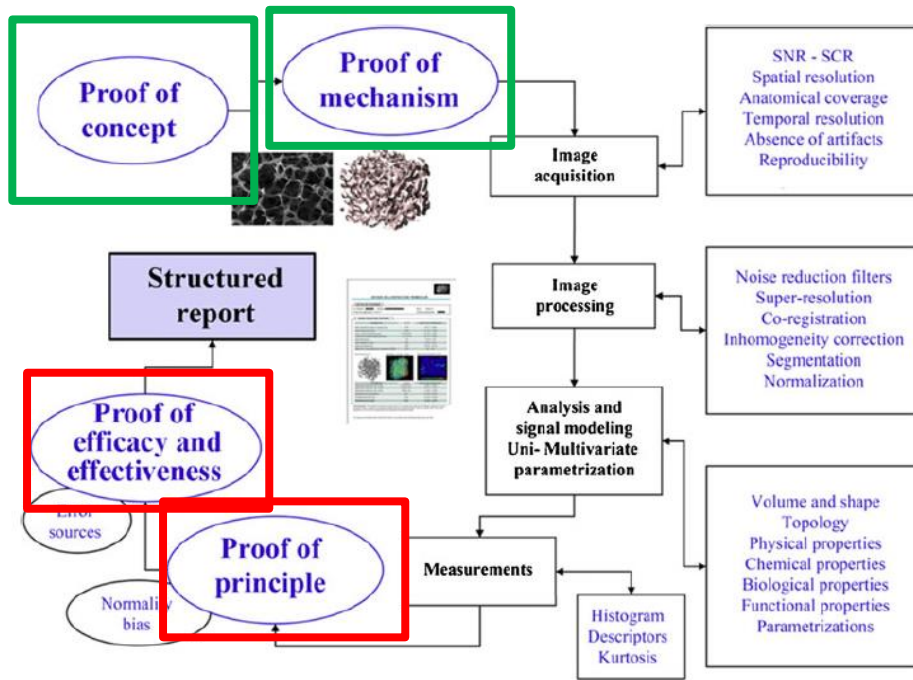 Proof of
concept
Proof of
mechanism
Image
acquisition
SNR - SCR
Spatial resolution
Anatomical coverage
Temporal resolution
Absence of artifacts
Reproducibility
Image
processing
Noise reduction filters
Super-resolution
Co-registration
Inhomogeneity correction
Segmentation
Normalization
Analysis and
signal modeling
Uni- Multivariate
parametrization
Volume and shape
Topology
Physical properties
Chemical properties
Biological properties
Functional properties
Parametrizations
Measurements
Histogram
Descriptors
Kurtosis
Proof of
principle
Normality
bias
Error
sources
Proof of
efficacy and
effectiveness
Structured
report